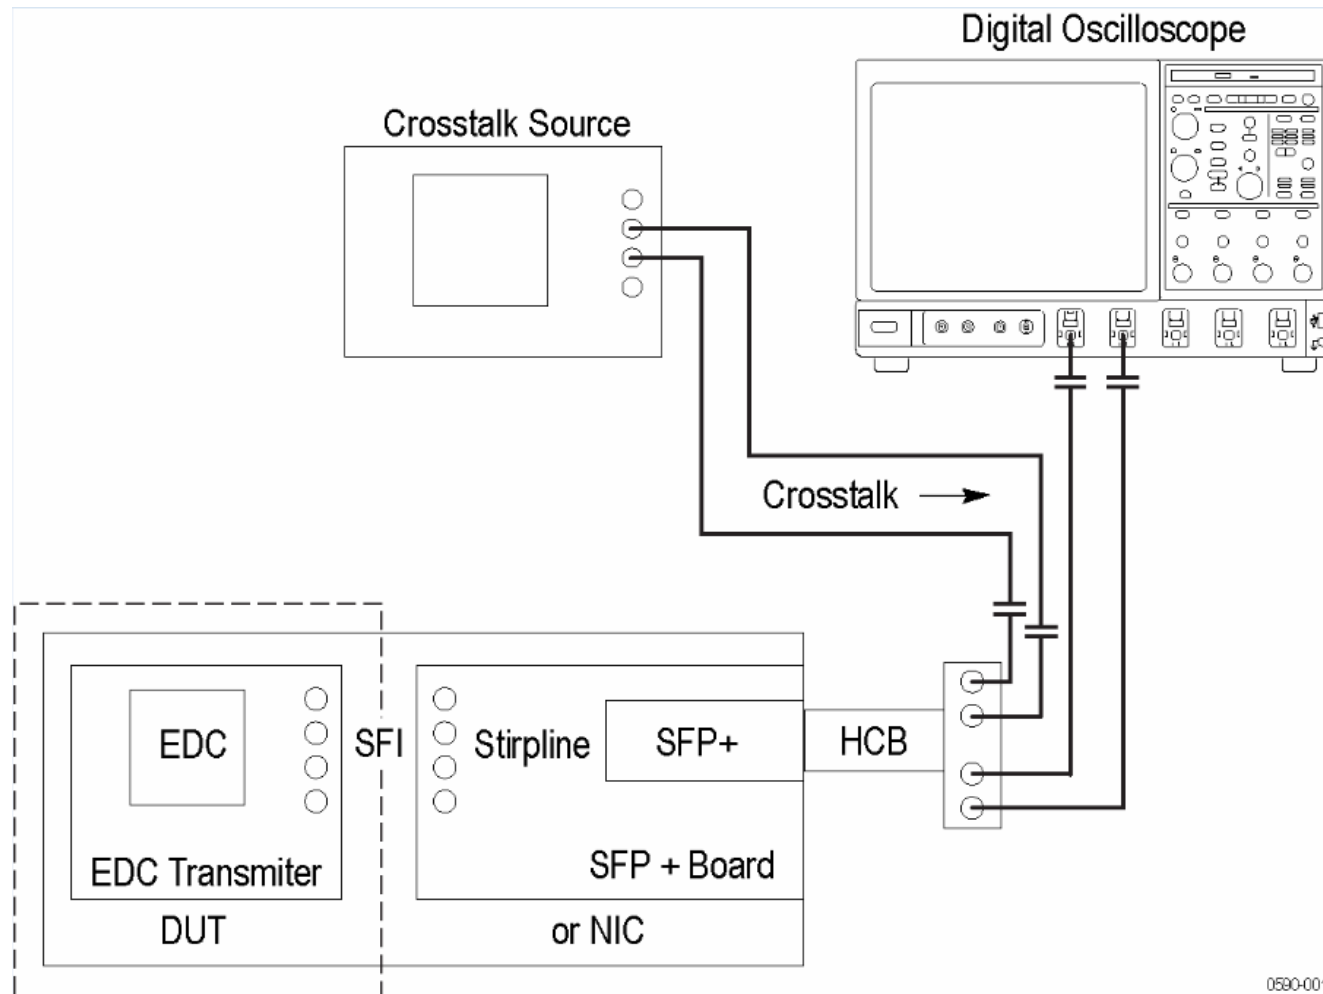 Digital Oscilloscope
Crosstalk Source
Crosstalk
EDC
SFI
Stirpline
SFP+
HCB
EDC Transmiter
SFP + Board
DUT
or NIC